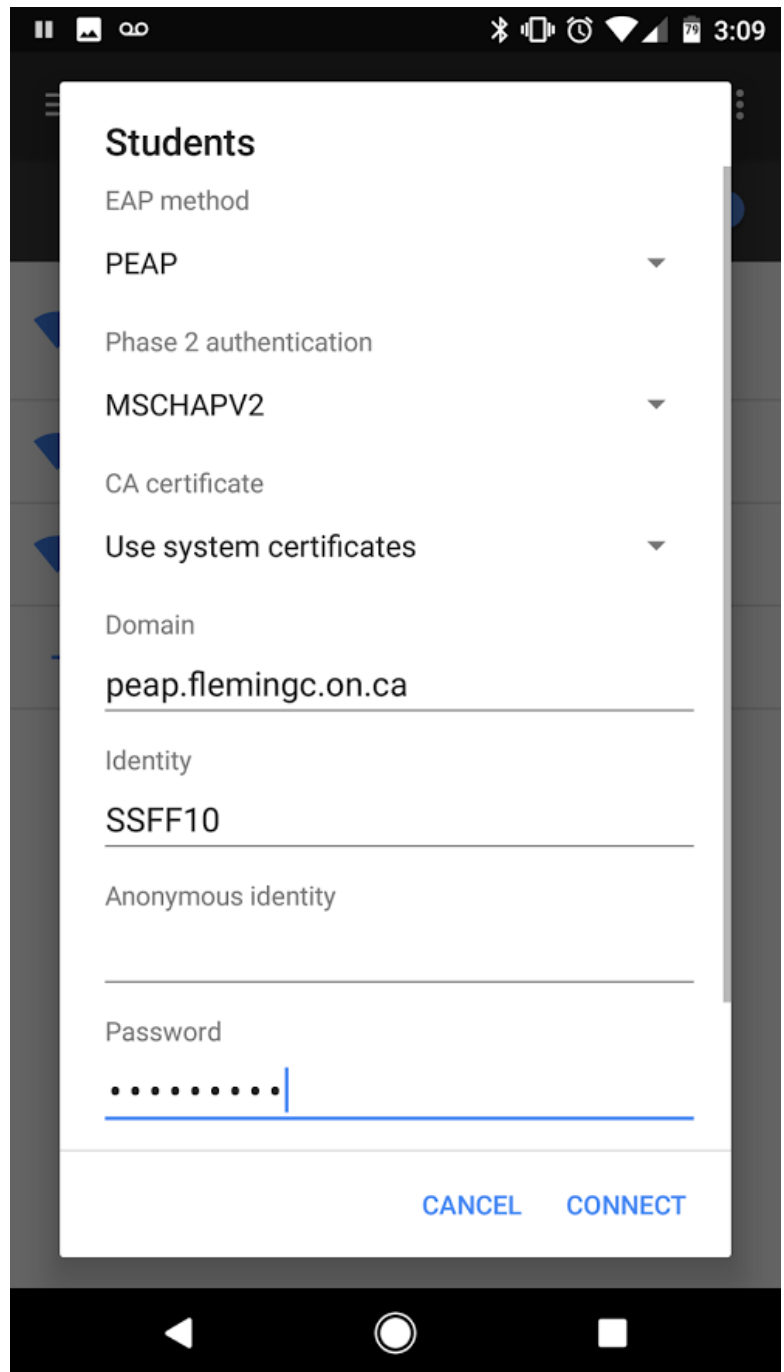 79 3:09
Students
EAP method
PEAP
Phase 2 authentication
MSCHAPV2
CA certificate
Use system certificates
Domain
peap.flemingc.on.ca
Identity
SSFF10
Anonymous identity
Password
•••••••••
CANCEL CONNECT